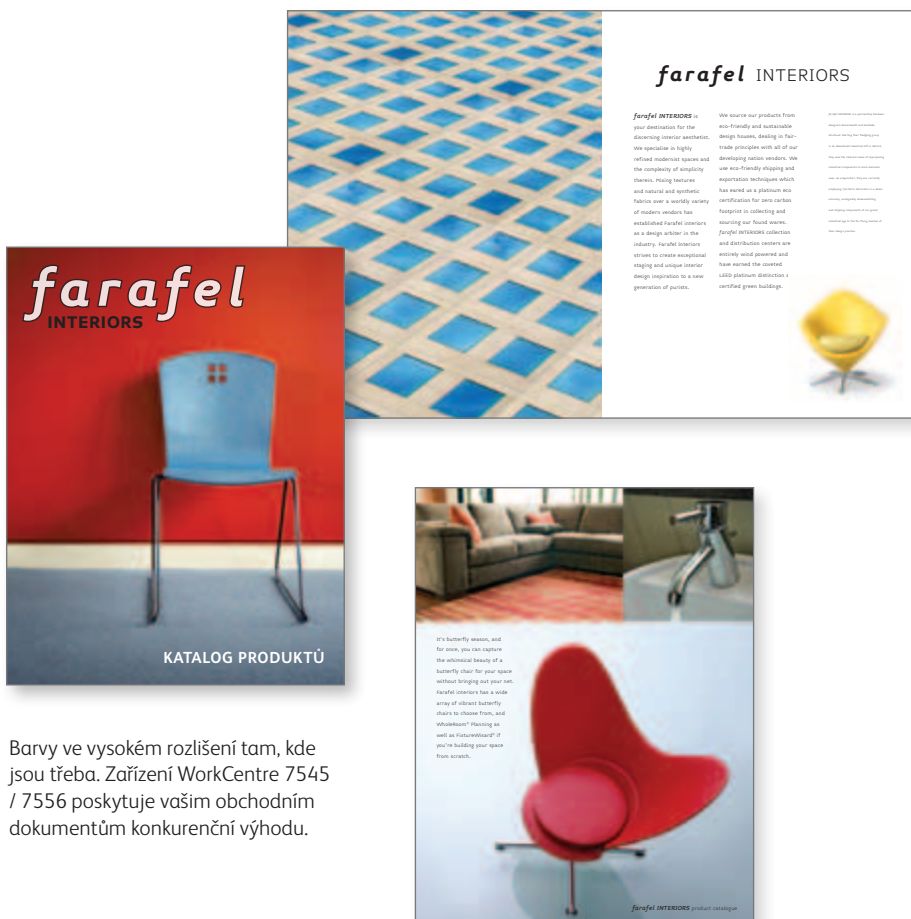 farafel INTERIORS
farafel INTERIORS is
your destination for the
discerning interior aesthetist.
We specialise in highly
refined modernist spaces and
the complexity of simplicity
therein. Mixing textures
and natural and synthetic
fabrics over a worldly variety
of modern vendors has
established Farafel interiors
as a design arbiter in the
industry. Farafel Interiors
strives to create exceptional
staging and unique interior
design inspiration to a new
generation of purists.
We source our products from
eco-friendly and sustainable
design houses, dealing in fair-
trade principles with all of our
developing nation vendors. We
use eco-friendly shipping and
exportation techniques which
has eared us a platinum eco
certification for zero carbon
footprint in collecting and
sourcing our found wares.
farafel INTERIORS collection
and distribution centers are
entirely wind powered and
have earned the coveted
LEED platinum distinction
certified green buildings.
farafel
INTERIORS
KATALOG PRODUKTŮ
It's butterfly season, and
for once, you can capture
the whimsical beauty of a
butterfly chair for your space
without bringing out your net.
Farafel interiors has a wide
array of vibrant butterfly
chairs to choose from, and
WholeRoom™ Planning as
well as FixtureWizard® if
you're building your space
from scratch.
farafel INTERIORS product catalogue
Barvy ve vysokém rozlišení tam, kde
jsou třeba. Zařízení WorkCentre 7545
/ 7556 poskytuje vašim obchodním
dokumentům konkurenční výhodu.